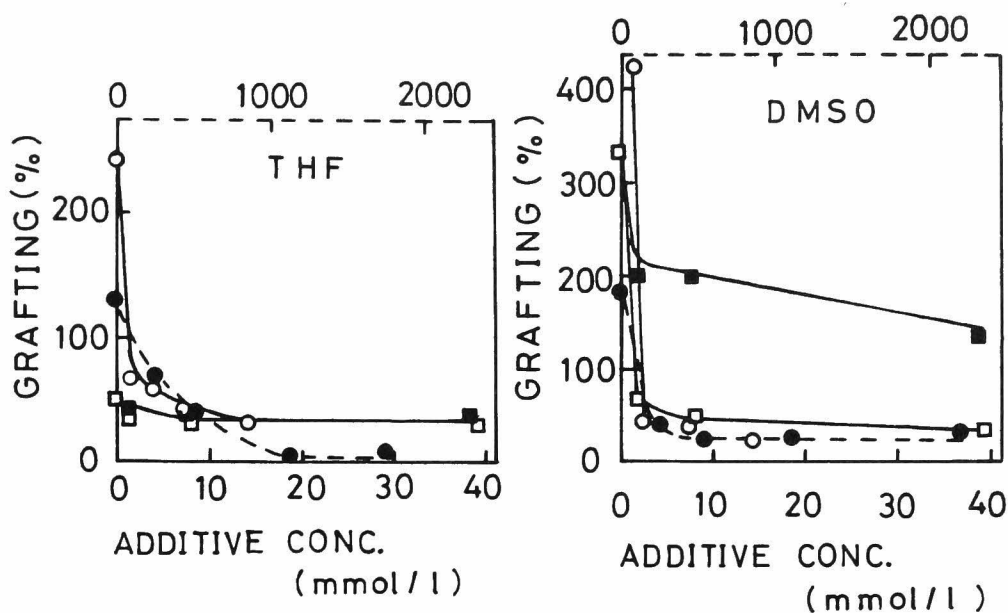 0 1000 2000
THF
GRAFTING (%)
200
100
0
0 10 20 30 40
ADDITIVE CONC.
(mmol/l)
0 1000 2000
DMSO
GRAFTING (%)
400
300
200
100
0
0 10 20 30 40
ADDITIVE CONC.
(mmol/l)